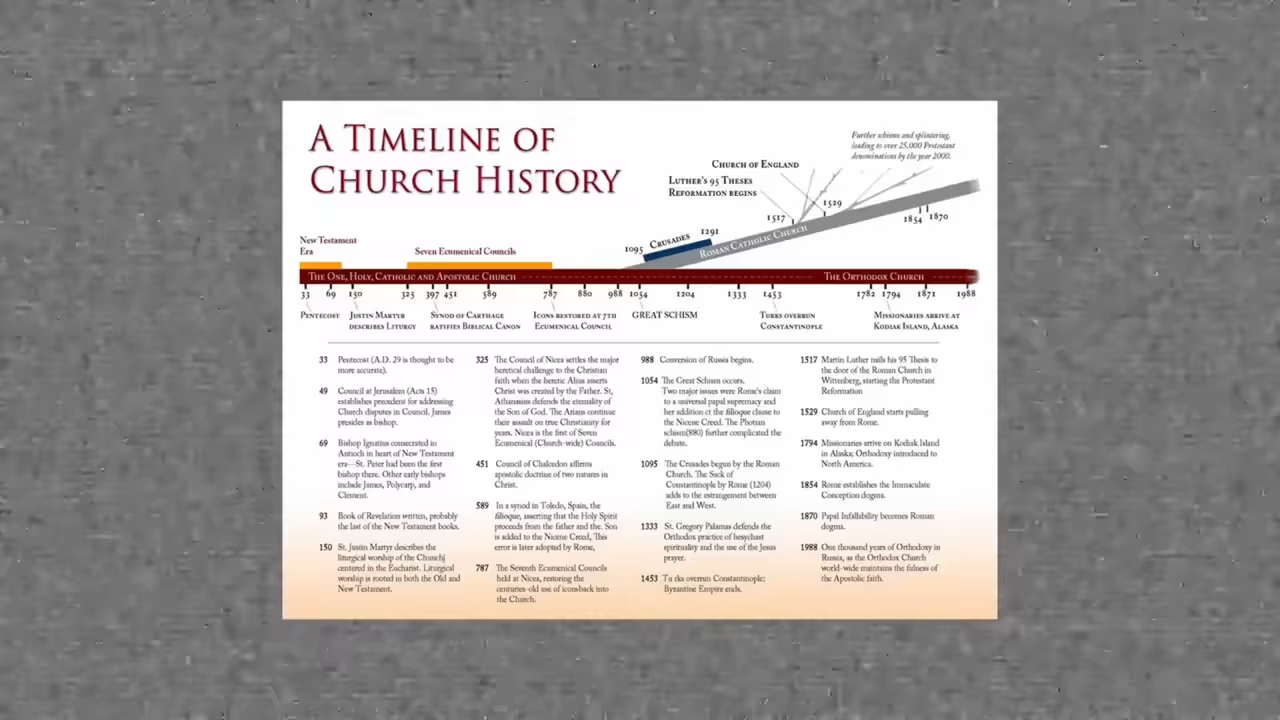 A Timeline of
Church History
Further schisms and splintering,
leading to over 25,000 Protestant
denominations by the year 2000.
Church of England
Luther's 95 Theses
Reformation begins
1517
1529
1854
1870
1095
Crusades
1291
Roman Catholic Church
New Testament
Era
Seven Ecumenical Councils
The One, Holy, Catholic and Apostolic Church
The Orthodox Church
33 69 150 325 397 451 589 787 880 988 1054 1204 1333 1453 1782 1794 1871 1988
Pentecost
Justin Martyr
describes Liturgy
Synod of Carthage
ratifies Biblical Canon
Icons restored at 7th
Ecumenical Council
GREAT SCHISM
Turks overrun
Constantinople
Missionaries arrive at
Kodiak Island, Alaska
33 Pentecost (A.D. 29 is thought to be
more accurate).
49 Council at Jerusalem (Acts 15)
establishes precedent for addressing
Church disputes in Council. James
presides as bishop.
69 Bishop Ignatius consecrated in
Antioch in heart of New Testament
era—St. Peter had been the first
bishop there. Other early bishops
include James, Polycarp, and
Clement.
93 Book of Revelation written, probably
the last of the New Testament books.
150 St. Justin Martyr describes the
liturgical worship of the Churchj
centered in the Eucharist. Liturgical
worship is rooted in both the Old and
New Testament.
325 The Council of Nicea settles the major
heretical challenge to the Christian
faith when the heretic Alius asserts
Christ was created by the Father. St,
Athanasius defends the eternality of
the Son of God. The Arians continue
their assault on true Christianity for
years. Nicea is the first of Seven
Ecumenical (Church-wide) Councils.
451 Council of Chalcedon affirms
apostolic doctrine of two natures in
Christ.
589 In a synod in Toledo, Spain, the
filioque, asserting that the Holy Spirit
proceeds from the father and the. Son
is added to the Nicene Creed, This
error is later adopted by Rome,
787 The Seventh Ecumenical Councils
held at Nicea, restoring the
centuries-old use of iconsback into
the Church.
988 Conversion of Russia begins.
1054 The Great Schism occurs.
Two major issues were Rome's claim
to a universal papal supremacy and
her addition ct the filioque chuse to
the Nicene Creed. The Photian
schism(880) further complicated the
debate.
1095 The Crusades begun by the Roman
Church. The Sack of
Constantinople by Rome (1204)
adds to the estrangement between
East and West.
1333 St. Gregory Palamus defends the
Orthodox practice of hesychast
spirituality and the use of the Jesus
prayer.
1453 Tu rks overrun Constantinople;
Byzantine Empire ends.
1517 Martin Luther nails his 95 Thesis to
the door of the Roman Church in
Wittenberg, starting the Protestant
Reformation
1529 Church of England starts pulling
away from Rome.
1794 Missionaries arrive on Kodiak Island
in Alaska; Orthodoxy introduced to
North America.
1854 Rome establishes the Immaculate
Conception dogma.
1870 Papal Infallability becomes Roman
dogma.
1988 One thousand years of Orthodoxy in
Russia, as the Orthodox Church
world-wide maintains the fulness of
the Apostolic faith.